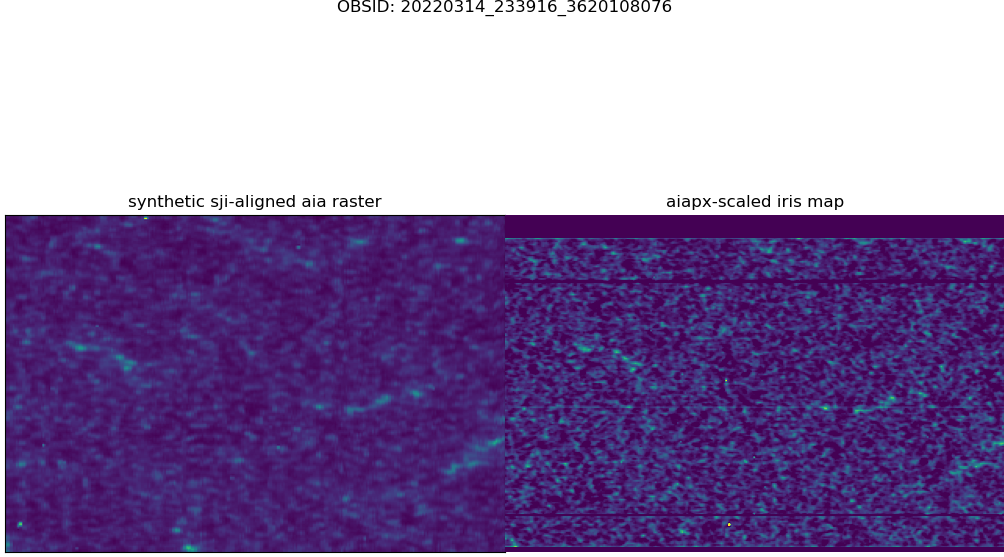 OBSID: 20220314_233916_3620108076
synthetic sji-aligned aia raster
aiapx-scaled iris map